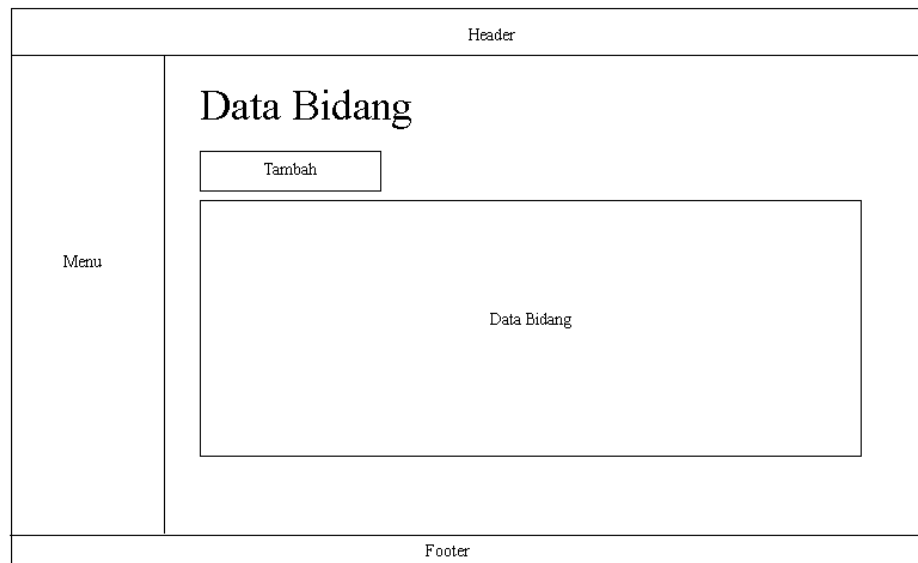 Header
Data Bidang
Tambah
Menu
Data Bidang
Footer